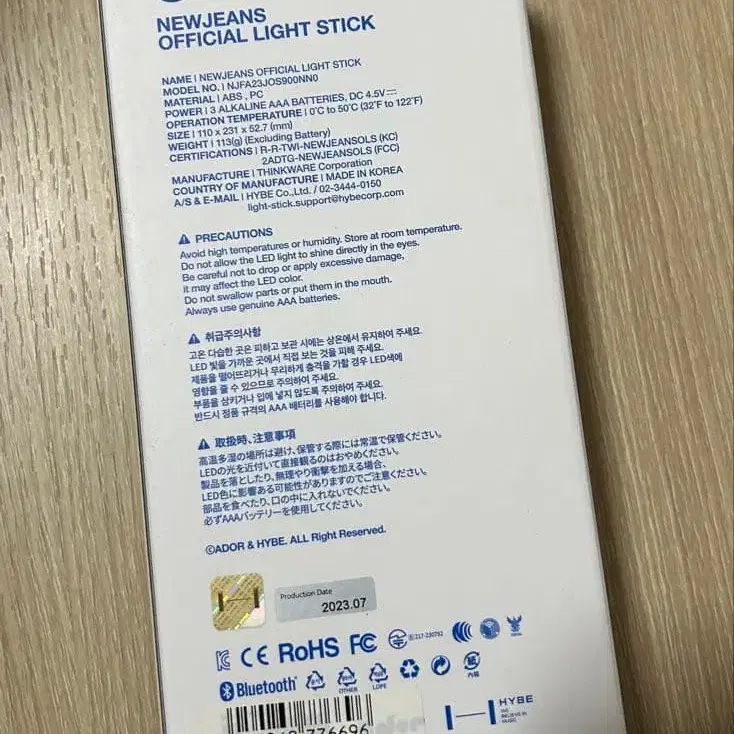 NEWJEANS
OFFICIAL LIGHT STICK
NAME | NEWJEANS OFFICIAL LIGHT STICK
MODEL NO. | NJFA23JOS900NN0
MATERIAL | ABS , PC
POWER | 3 ALKALINE AAA BATTERIES, DC 4.5V
OPERATION TEMPERATURE | 0°C to 50°C (32°F to 122°F)
SIZE | 110 x 231 x 52.7 (mm)
WEIGHT | 113(g) (Excluding Battery)
CERTIFICATIONS | R-R-TWI-NEWJEANSOLS (KC)
2ADTG-NEWJEANSOLS (FCC)
MANUFACTURE | THINKWARE Corporation
COUNTRY OF MANUFACTURE | MADE IN KOREA
A/S & E-MAIL | HYBE Co.,Ltd. / 02-3444-0150
light-stick.support@hybecorp.com
PRECAUTIONS
Avoid high temperatures or humidity. Store at room temperature.
Do not allow the LED light to shine directly in the eyes.
Be careful not to drop or apply excessive damage,
it may affect the LED color.
Do not swallow parts or put them in the mouth.
Always use genuine AAA batteries.
취급주의사항
고온 다습한 곳은 피하고 보관 시에는 상온에서 유지하여 주세요.
LED 빛을 가까운 곳에서 직접 보는 것을 피해 주세요.
제품을 떨어뜨리거나 무리하게 충격을 가할 경우 LED색에
영향을 줄 수 있으므로 주의하여 주세요.
부품을 삼키거나 입에 넣지 않도록 주의하여 주세요.
반드시 정품 규격의 AAA 배터리를 사용해야 합니다.
取扱時、注意事項
高温多湿の場所は避け、保管する際には常温で保管ください。
LEDの光を近付いて直接観るのはおやめください。
製品を落としたり、無理やり衝撃を加える場合、
LED色に影響ある可能性がありますのでご注意ください。
部品を食べたり、口の中に入れないでください。
必ずAAAバッテリーを使用してください。
©ADOR & HYBE. ALL Right Reserved.
Production Date
2023.07
CE RoHS FC
217-230792
Bluetooth
OTHER
LDPE
内箱
776696
HYBE
WE
BELIEVE IN
MUSIC